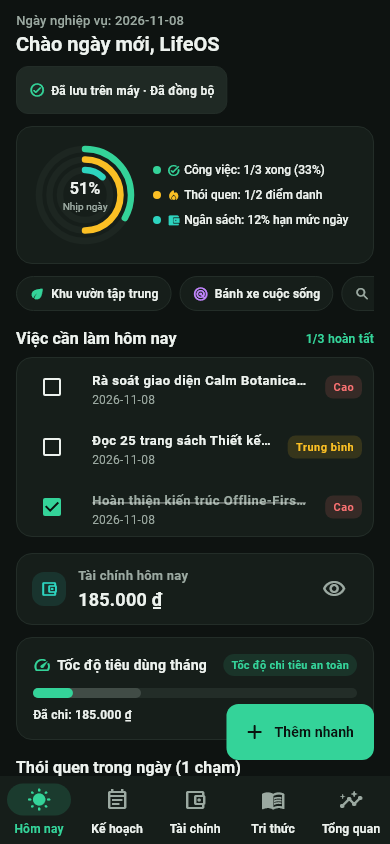 Ngày nghiệp vụ: 2026-11-08
Chào ngày mới, LifeOS
Đã lưu trên máy · Đã đồng bộ
51%
Nhịp ngày
Công việc: 1/3 xong (33%)
Thói quen: 1/2 điểm danh
Ngân sách: 12% hạn mức ngày
Khu vườn tập trung
Bánh xe cuộc sống
Việc cần làm hôm nay
1/3 hoàn tất
Rà soát giao diện Calm Botanica...
Cao
2026-11-08
Đọc 25 trang sách Thiết kế...
Trung bình
2026-11-08
Hoàn thiện kiến trúc Offline-Firs...
Cao
2026-11-08
Tài chính hôm nay
185.000 ₫
Tốc độ tiêu dùng tháng
Tốc độ chi tiêu an toàn
Đã chi: 185.000 ₫
Thêm nhanh
Thói quen trong ngày (1 chạm)
Hôm nay
Kế hoạch
Tài chính
Tri thức
Tổng quan